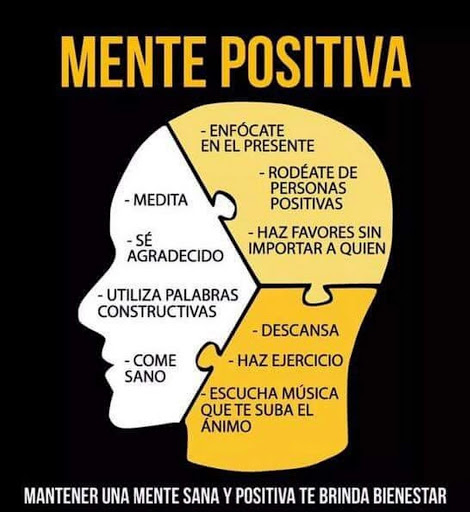 MENTE POSITIVA
- ENFÓCATE
EN EL PRESENTE
- RODÉATE DE
PERSONAS
POSITIVAS
- HAZ FAVORES SIN
IMPORTAR A QUIEN
- MEDITA
- SÉ
AGRADECIDO
- UTILIZA PALABRAS
CONSTRUCTIVAS
- COME
SANO
- DESCANSA
- HAZ EJERCICIO
- ESCUCHA MÚSICA
QUE TE SUBA EL
ÁNIMO
MANTENER UNA MENTE SANA Y POSITIVA TE BRINDA BIENESTAR